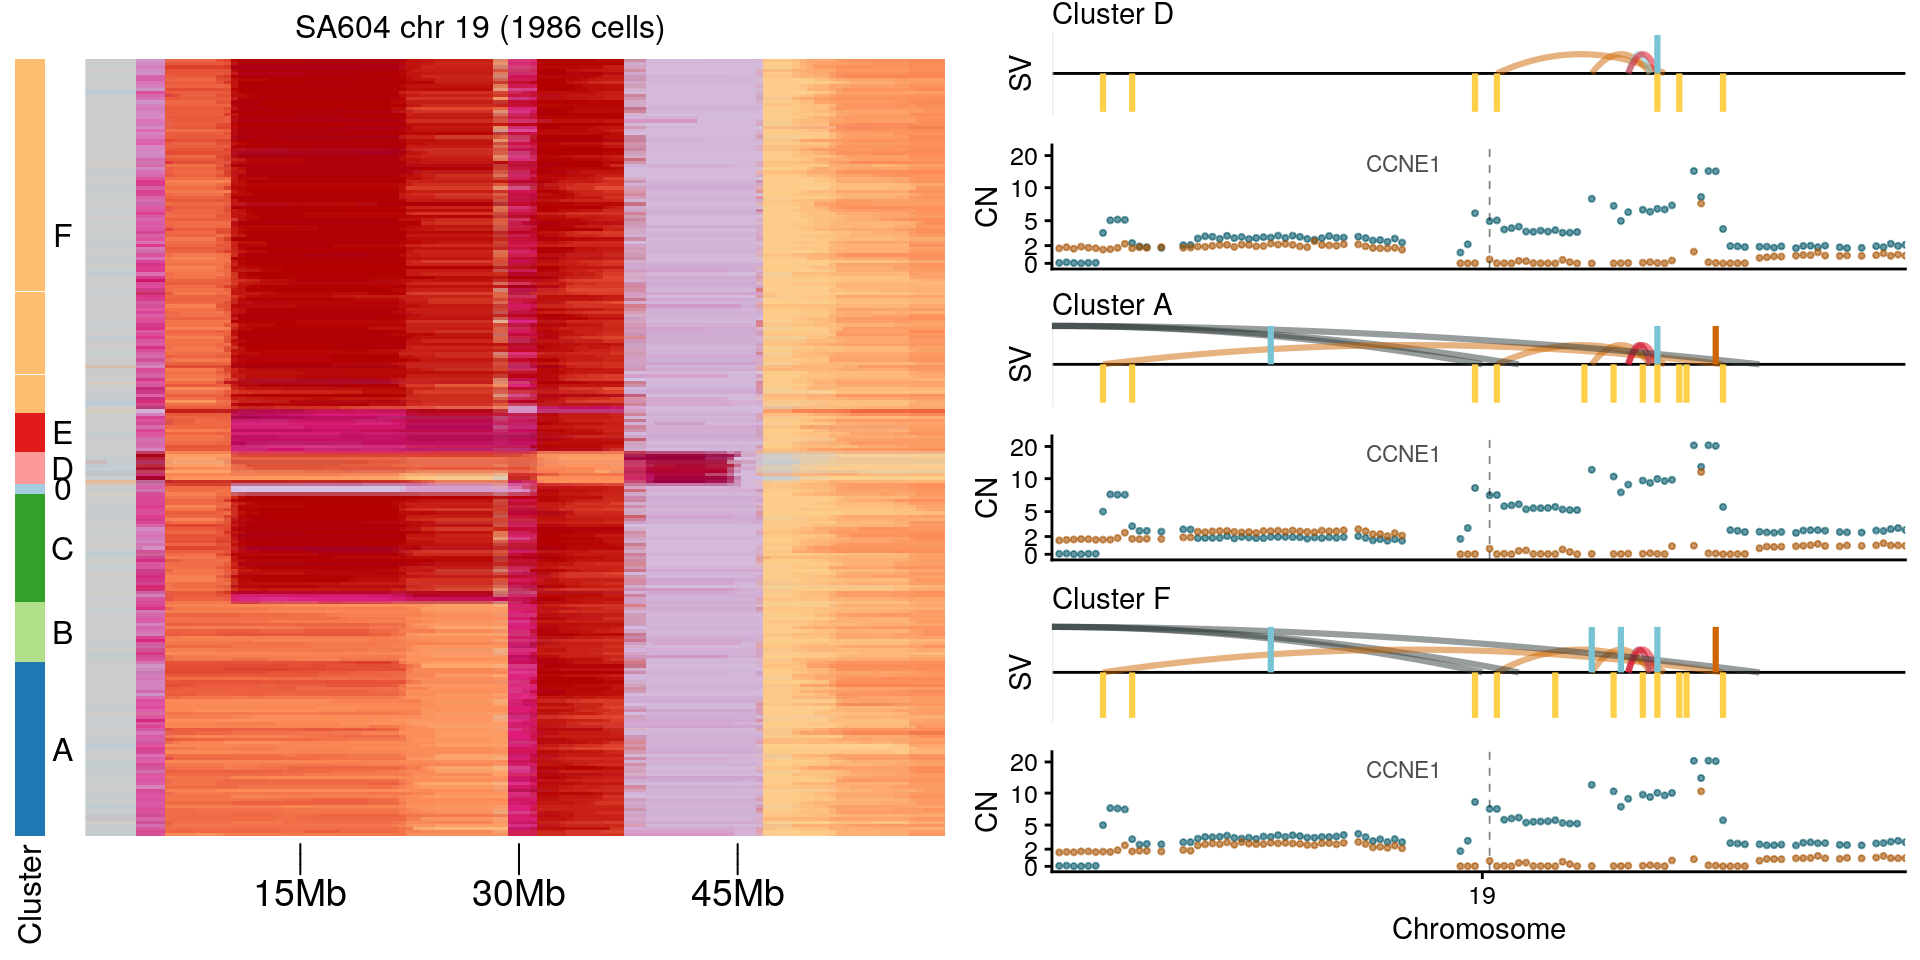 SA604 chr 19 (1986 cells)
F
E
D
0
C
B
A
Cluster
15Mb
30Mb
45Mb
Cluster D
SV
CN
20
10
5
2
0
CCNE1
Cluster A
SV
CN
20
10
5
2
0
CCNE1
Cluster F
SV
CN
20
10
5
2
0
CCNE1
19
Chromosome